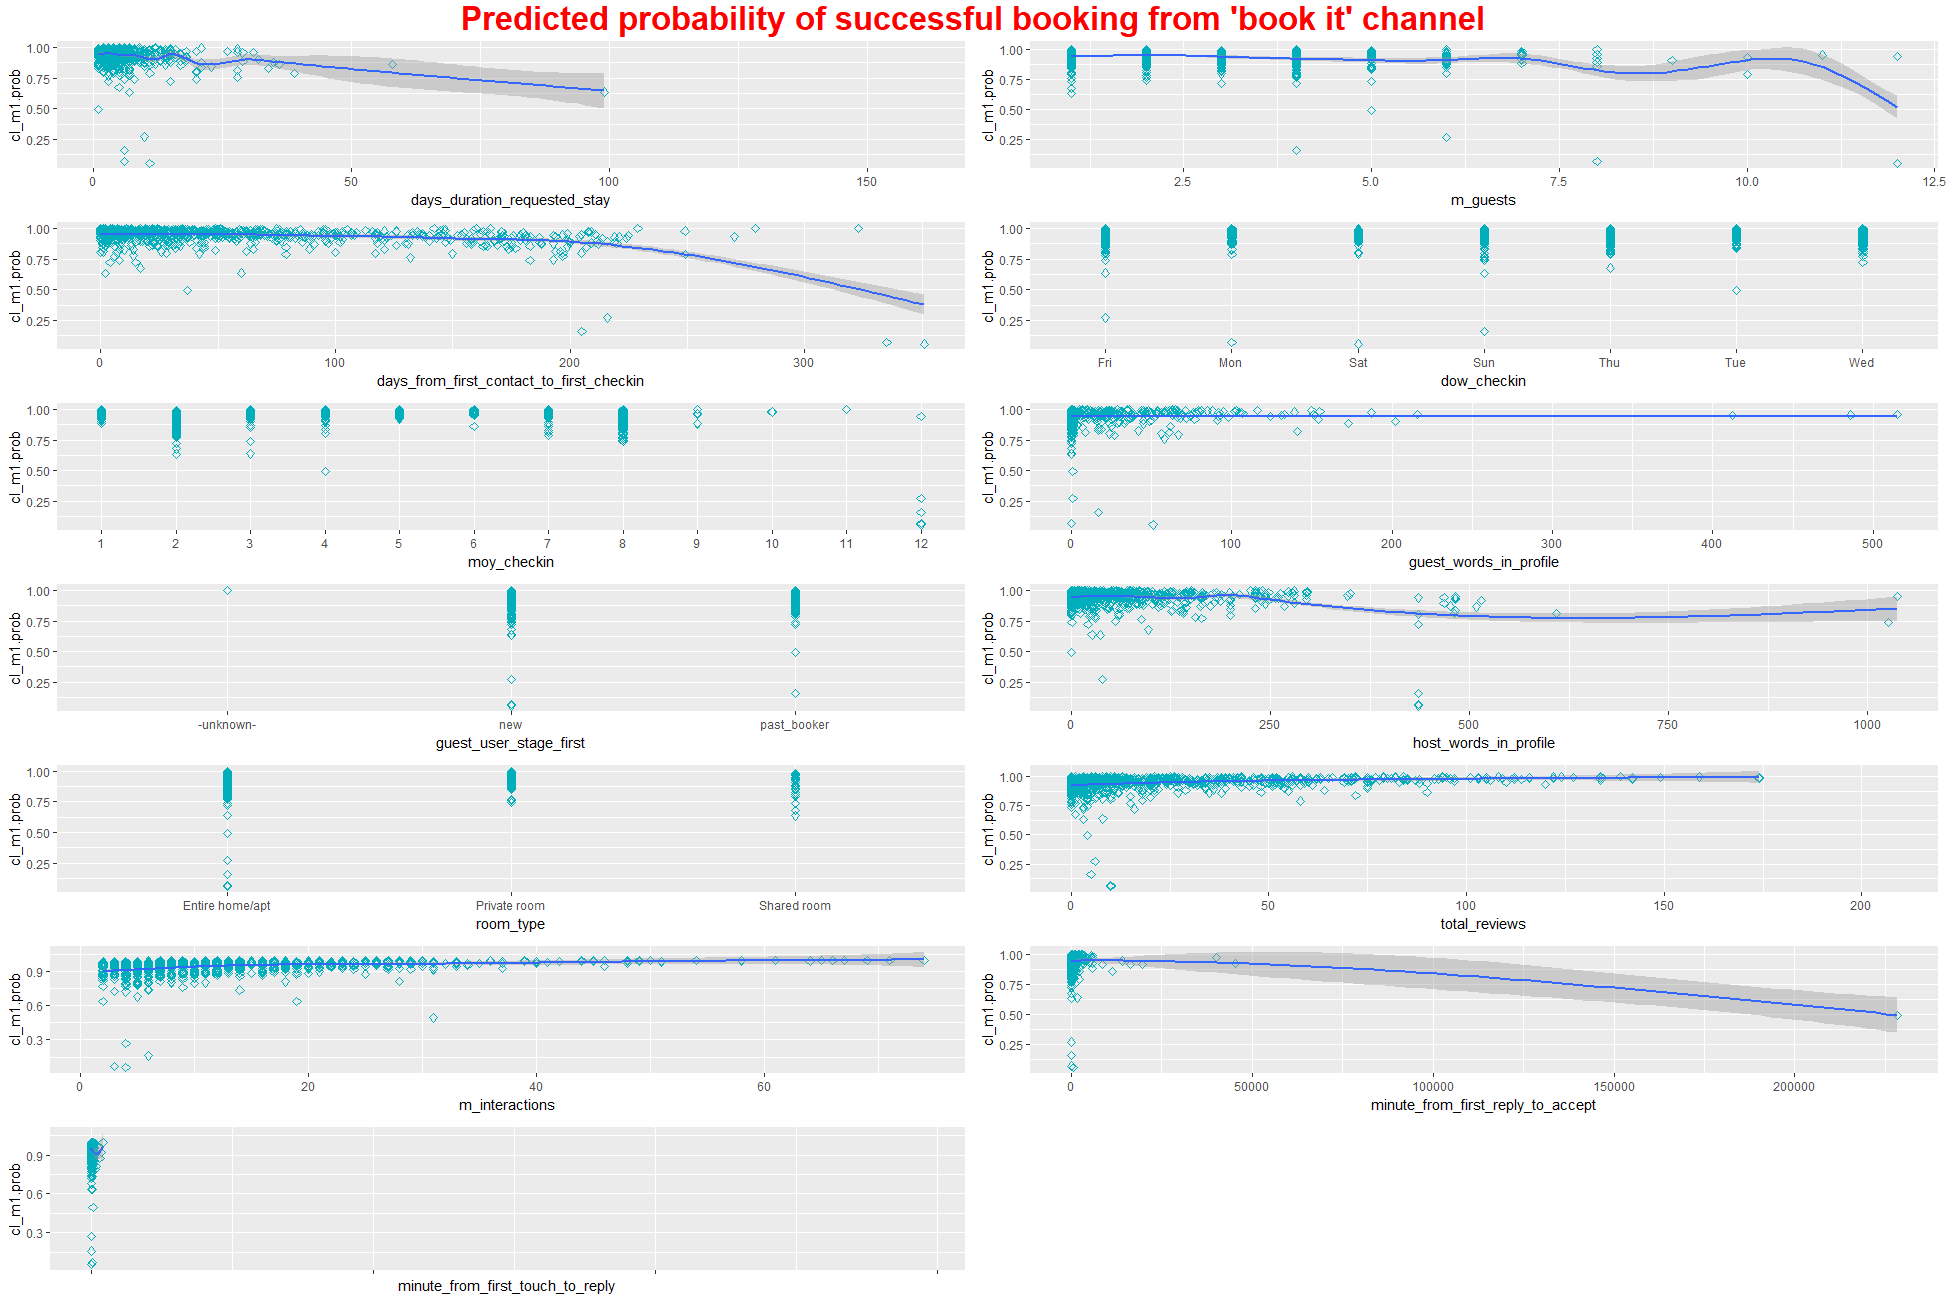 Predicted probability of successful booking from 'book it' channel
cl_m1.prob
1.00
0.75
0.50
0.25
0 50 100 150
days_duration_requested_stay
cl_m1.prob
1.00
0.75
0.50
0.25
2.5 5.0 7.5 10.0 12.5
m_guests
cl_m1.prob
1.00
0.75
0.50
0.25
0 100 200 300
days_from_first_contact_to_first_checkin
cl_m1.prob
1.00
0.75
0.50
0.25
Fri Mon Sat Sun Thu Tue Wed
dow_checkin
cl_m1.prob
1.00
0.75
0.50
0.25
1 2 3 4 5 6 7 8 9 10 11 12
moy_checkin
cl_m1.prob
1.00
0.75
0.50
0.25
0 100 200 300 400 500
guest_words_in_profile
cl_m1.prob
1.00
0.75
0.50
0.25
-unknown- new past_booker
guest_user_stage_first
cl_m1.prob
1.00
0.75
0.50
0.25
0 250 500 750 1000
host_words_in_profile
cl_m1.prob
1.00
0.75
0.50
0.25
Entire home/apt Private room Shared room
room_type
cl_m1.prob
1.00
0.75
0.50
0.25
0 50 100 150 200
total_reviews
cl_m1.prob
0.9
0.6
0.3
0 20 40 60
m_interactions
cl_m1.prob
1.00
0.75
0.50
0.25
0 50000 100000 150000 200000
minute_from_first_reply_to_accept
cl_m1.prob
0.9
0.6
0.3
minute_from_first_touch_to_reply